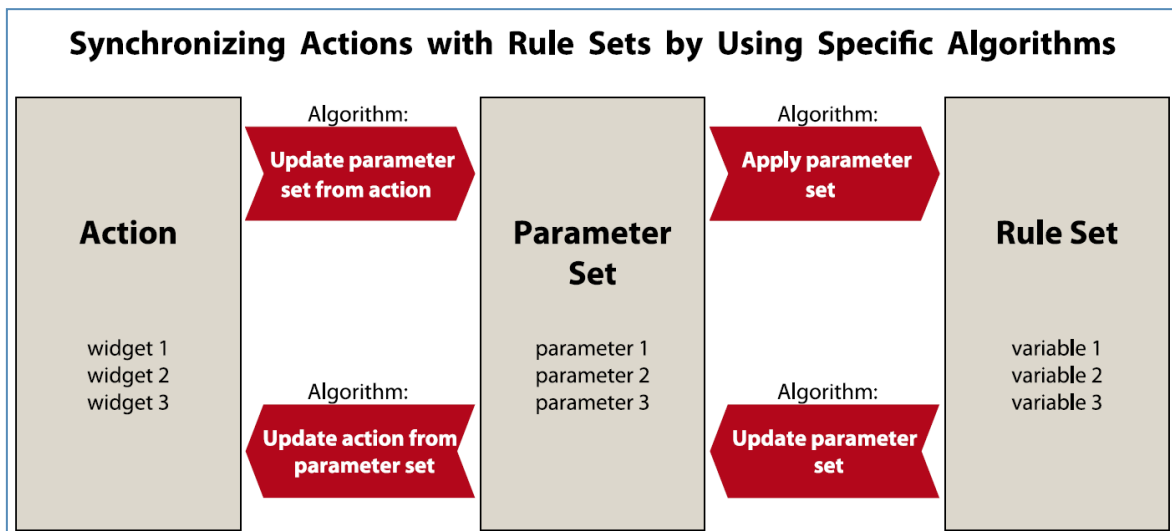 Synchronizing Actions with Rule Sets by Using Specific Algorithms
Algorithm:
Update parameter
set from action
Algorithm:
Apply parameter
set
Action
Parameter
Set
Rule Set
widget 1
widget 2
widget 3
parameter 1
parameter 2
parameter 3
variable 1
variable 2
variable 3
Algorithm:
Update action from
parameter set
Algorithm:
Update parameter
set